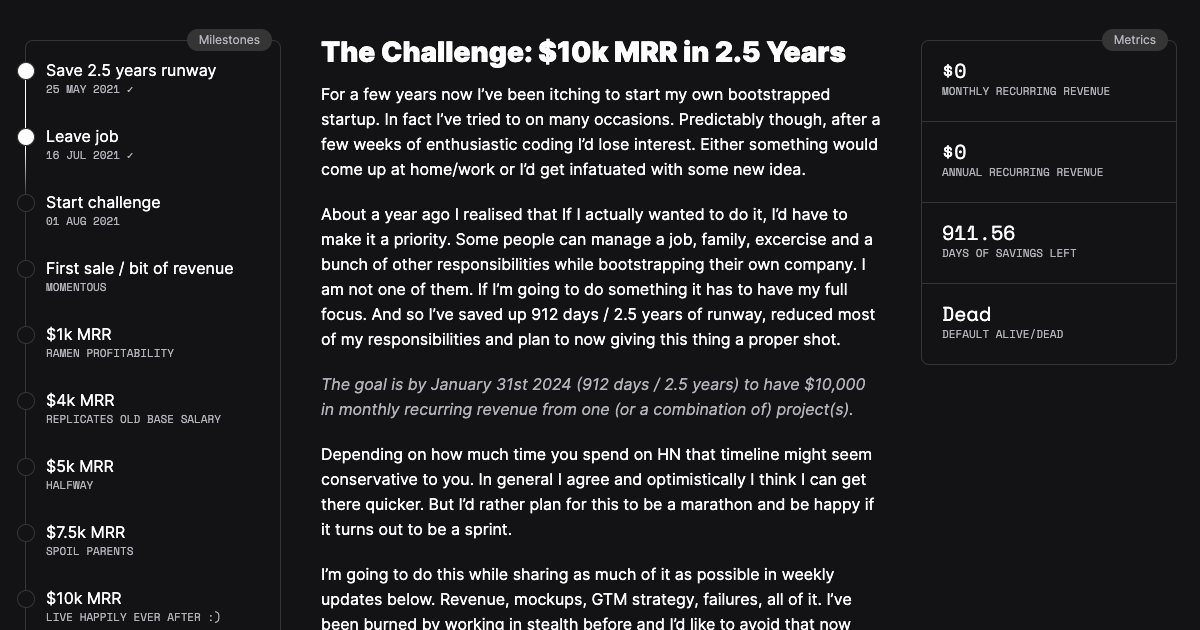 Milestones
Save 2.5 years runway
25 MAY 2021 ✓
Leave job
16 JUL 2021 ✓
Start challenge
01 AUG 2021
First sale / bit of revenue
MOMENTOUS
$1k MRR
RAMEN PROFITABILITY
$4k MRR
REPLICATES OLD BASE SALARY
$5k MRR
HALFWAY
$7.5k MRR
SPOIL PARENTS
$10k MRR
LIVE HAPPILY EVER AFTER :)
The Challenge: $10k MRR in 2.5 Years
For a few years now I’ve been itching to start my own bootstrapped
startup. In fact I’ve tried to on many occasions. Predictably though, after a
few weeks of enthusiastic coding I’d lose interest. Either something would
come up at home/work or I’d get infatuated with some new idea.
About a year ago I realised that If I actually wanted to do it, I’d have to
make it a priority. Some people can manage a job, family, excercise and a
bunch of other responsibilities while bootstrapping their own company. I
am not one of them. If I’m going to do something it has to have my full
focus. And so I’ve saved up 912 days / 2.5 years of runway, reduced most
of my responsibilities and plan to now giving this thing a proper shot.
The goal is by January 31st 2024 (912 days / 2.5 years) to have $10,000
in monthly recurring revenue from one (or a combination of) project(s).
Depending on how much time you spend on HN that timeline might seem
conservative to you. In general I agree and optimistically I think I can get
there quicker. But I’d rather plan for this to be a marathon and be happy if
it turns out to be a sprint.
I’m going to do this while sharing as much of it as possible in weekly
updates below. Revenue, mockups, GTM strategy, failures, all of it. I’ve
been burned by working in stealth before and I’d like to avoid that now
Metrics
$0
MONTHLY RECURRING REVENUE
$0
ANNUAL RECURRING REVENUE
911.56
DAYS OF SAVINGS LEFT
Dead
DEFAULT ALIVE/DEAD